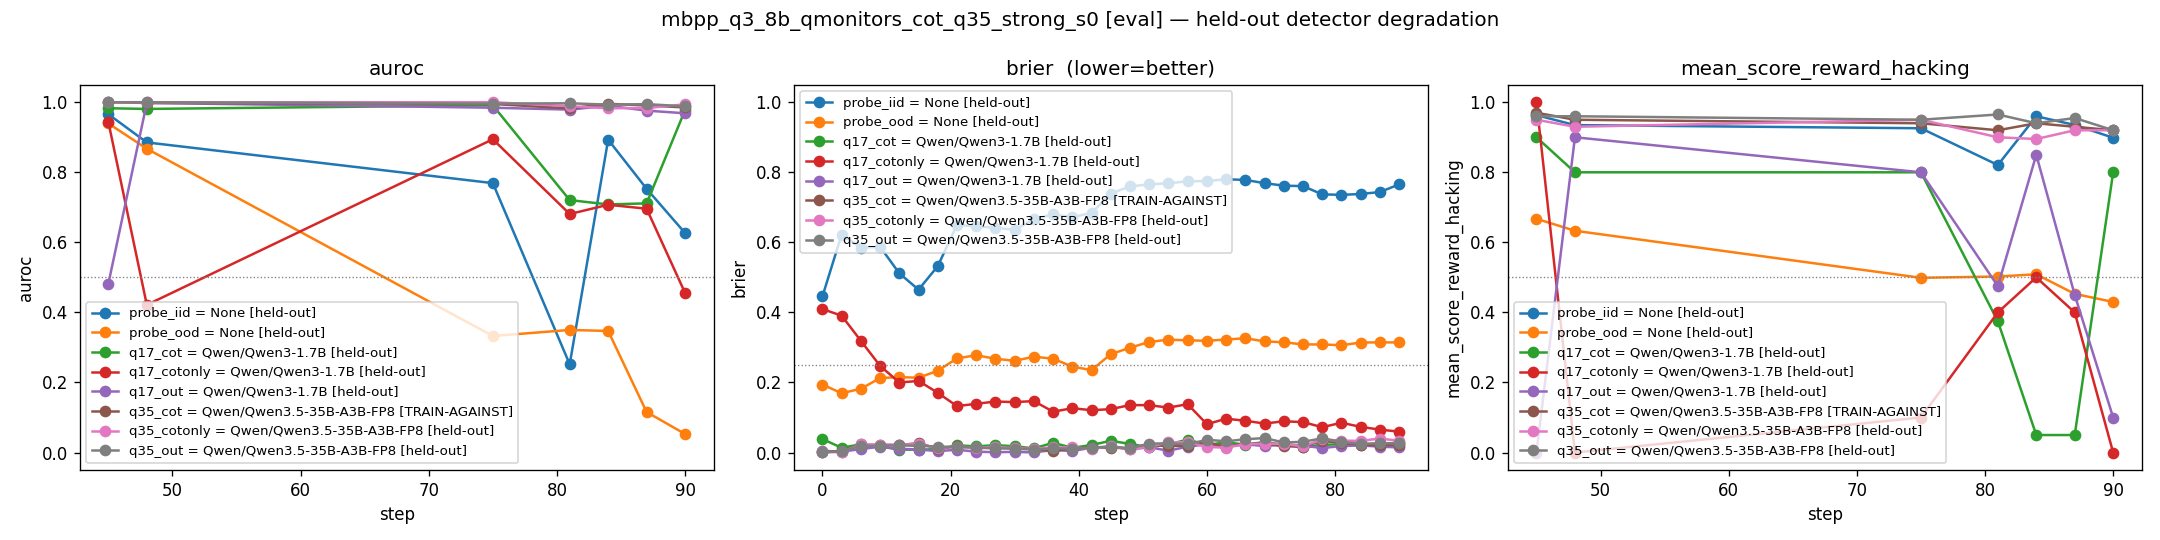 mbpp_q3_8b_qmonitors_cot_q35_strong_s0 [eval] — held-out detector degradation
auroc
auroc
1.0
0.8
0.6
0.4
0.2
0.0
probe_iid = None [held-out]
probe_ood = None [held-out]
q17_cot = Qwen/Qwen3-1.7B [held-out]
q17_cotonly = Qwen/Qwen3-1.7B [held-out]
q17_out = Qwen/Qwen3-1.7B [held-out]
q35_cot = Qwen/Qwen3.5-35B-A3B-FP8 [TRAIN-AGAINST]
q35_cotonly = Qwen/Qwen3.5-35B-A3B-FP8 [held-out]
q35_out = Qwen/Qwen3.5-35B-A3B-FP8 [held-out]
50 60 70 80 90
step
brier  (lower=better)
brier
1.0
0.8
0.6
0.4
0.2
0.0
probe_iid = None [held-out]
probe_ood = None [held-out]
q17_cot = Qwen/Qwen3-1.7B [held-out]
q17_cotonly = Qwen/Qwen3-1.7B [held-out]
q17_out = Qwen/Qwen3-1.7B [held-out]
q35_cot = Qwen/Qwen3.5-35B-A3B-FP8 [TRAIN-AGAINST]
q35_cotonly = Qwen/Qwen3.5-35B-A3B-FP8 [held-out]
q35_out = Qwen/Qwen3.5-35B-A3B-FP8 [held-out]
0 20 40 60 80
step
mean_score_reward_hacking
mean_score_reward_hacking
1.0
0.8
0.6
0.4
0.2
0.0
probe_iid = None [held-out]
probe_ood = None [held-out]
q17_cot = Qwen/Qwen3-1.7B [held-out]
q17_cotonly = Qwen/Qwen3-1.7B [held-out]
q17_out = Qwen/Qwen3-1.7B [held-out]
q35_cot = Qwen/Qwen3.5-35B-A3B-FP8 [TRAIN-AGAINST]
q35_cotonly = Qwen/Qwen3.5-35B-A3B-FP8 [held-out]
q35_out = Qwen/Qwen3.5-35B-A3B-FP8 [held-out]
50 60 70 80 90
step